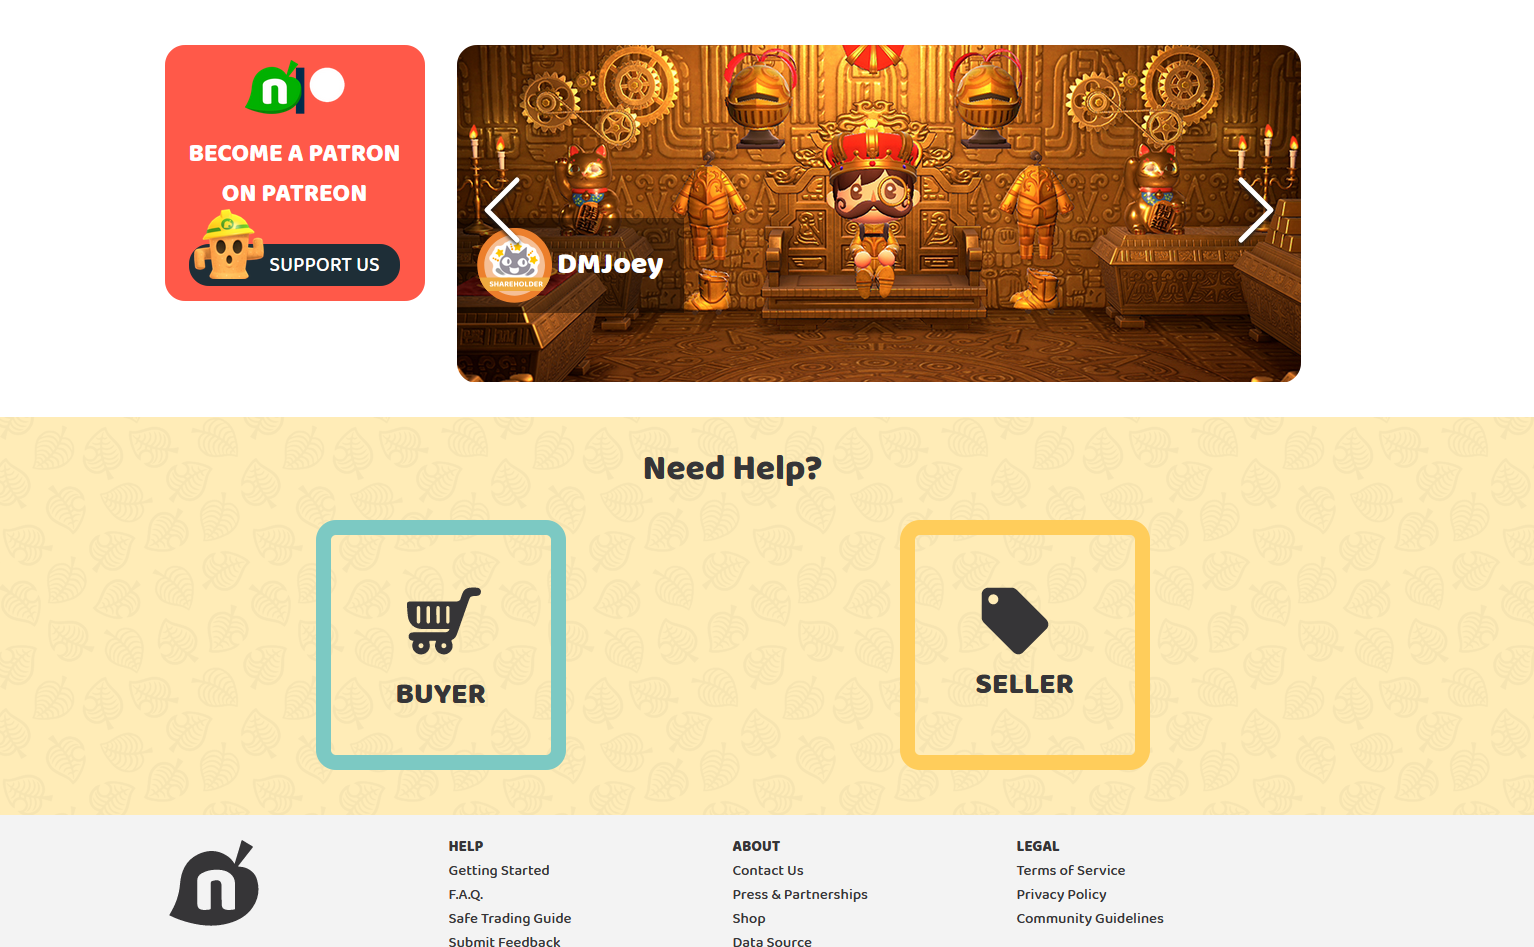 BECOME A PATRON
ON PATREON
SUPPORT US
SHAREHOLDER
DMJoey
Need Help?
BUYER
SELLER
n
HELP
Getting Started
F.A.Q.
Safe Trading Guide
Submit Feedback
ABOUT
Contact Us
Press & Partnerships
Shop
Data Source
LEGAL
Terms of Service
Privacy Policy
Community Guidelines